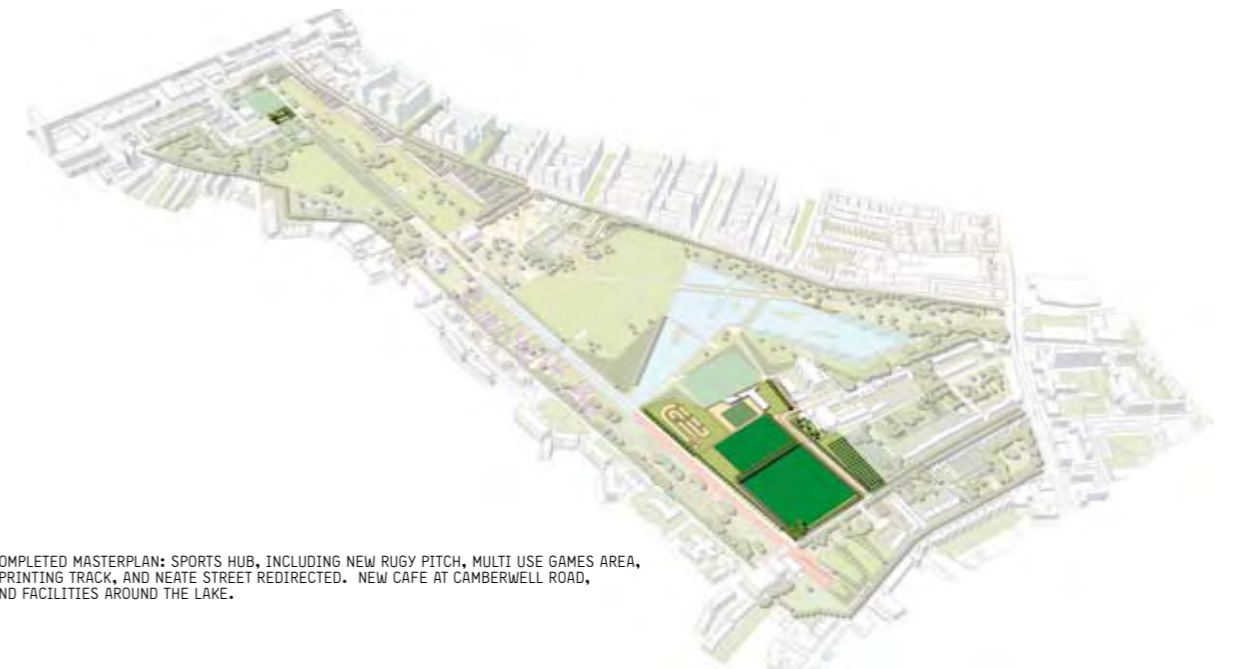 OMPLETED MASTERPLAN: SPORTS HUB, INCLUDING NEW RUGY PITCH, MULTI USE GAMES AREA,
PRINTING TRACK, AND NEATE STREET REDIRECTED. NEW CAFE AT CAMBERWELL ROAD,
ND FACILITIES AROUND THE LAKE.